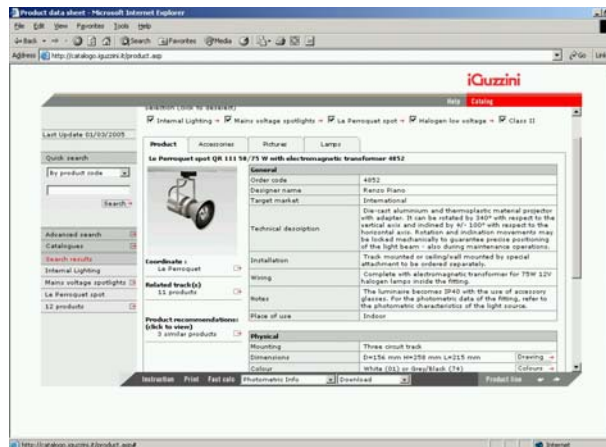 Product data sheet - Microsoft Internet Explorer
File Edit View Favorites Tools Help
Back Search Favorites Media
Address http://catalogo.iguzzini.it/product.asp Go
iGuzzini
Help Catalog
Selection (click to deselect)
Internal Lighting Mains voltage spotlights Le Perroquet spot Halogen low voltage Class II
Last Update 01/03/2005
Product Accessories Pictures Lamps
Quick search
By product code
Search
Advanced search
Catalogues
Search results
Internal Lighting
Mains voltage spotlights
Le Perroquet spot
12 products
Le Perroquet spot QR 111 50/75 W with electromagnetic transformer 4852
Coordinate :
Le Perroquet
Related track(s)
11 products
Product recommendations:
(click to view)
3 similar products
General
Order code 4852
Designer name Renzo Piano
Target market International
Technical description Die-cast aluminium and thermoplastic material projector
with adapter. It can be rotated by 340° with respect to the
vertical axis and inclined by +/- 100° with respect to the
horizontal axis. Rotation and inclination movements may
be locked mechanically to guarantee precise positioning
of the light beam - also during maintenance operations.
Installation Track mounted or ceiling/wall mounted by special
attachment to be ordered separately.
Wiring Complete with electromagnetic transformer for 75W 12V
halogen lamps inside the fitting.
Notes The luminaire becomes IP40 with the use of accessory
glasses. For the photometric data of the fitting, refer to
the photometric characteristics of the light source.
Place of use Indoor
Physical
Mounting Three circuit track
Dimensions D=156 mm H=258 mm L=215 mm Drawing
Colour White (01) or Grey/Black (74) Colours
Instruction Print Fast calc Photometric Info Download Product line
http://catalogo.iguzzini.it/product.asp# Internet